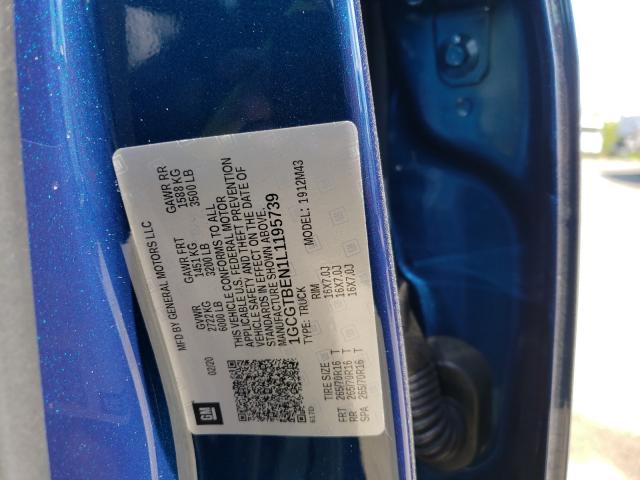 MFD BY GENERAL MOTORS LLC
02/20
GVWR
2722 KG
6000 LB
GAWR FRT
1451 KG
3200 LB
GAWR RR
1588 KG
3500 LB
THIS VEHICLE CONFORMS TO ALL
APPLICABLE U.S. FEDERAL MOTOR
VEHICLE SAFETY AND THEFT PREVENTION
STANDARDS IN EFFECT ON THE DATE OF
MANUFACTURE SHOWN ABOVE.
1GCGTBEN1L1195739
TYPE: TRUCK
MODEL: 1912M43
GM
617D
TIRE SIZE RIM
FRT 265/70R16 T 16X7.0J
RR 265/70R16 T 16X7.0J
SPA 265/70R16 T 16X7.0J